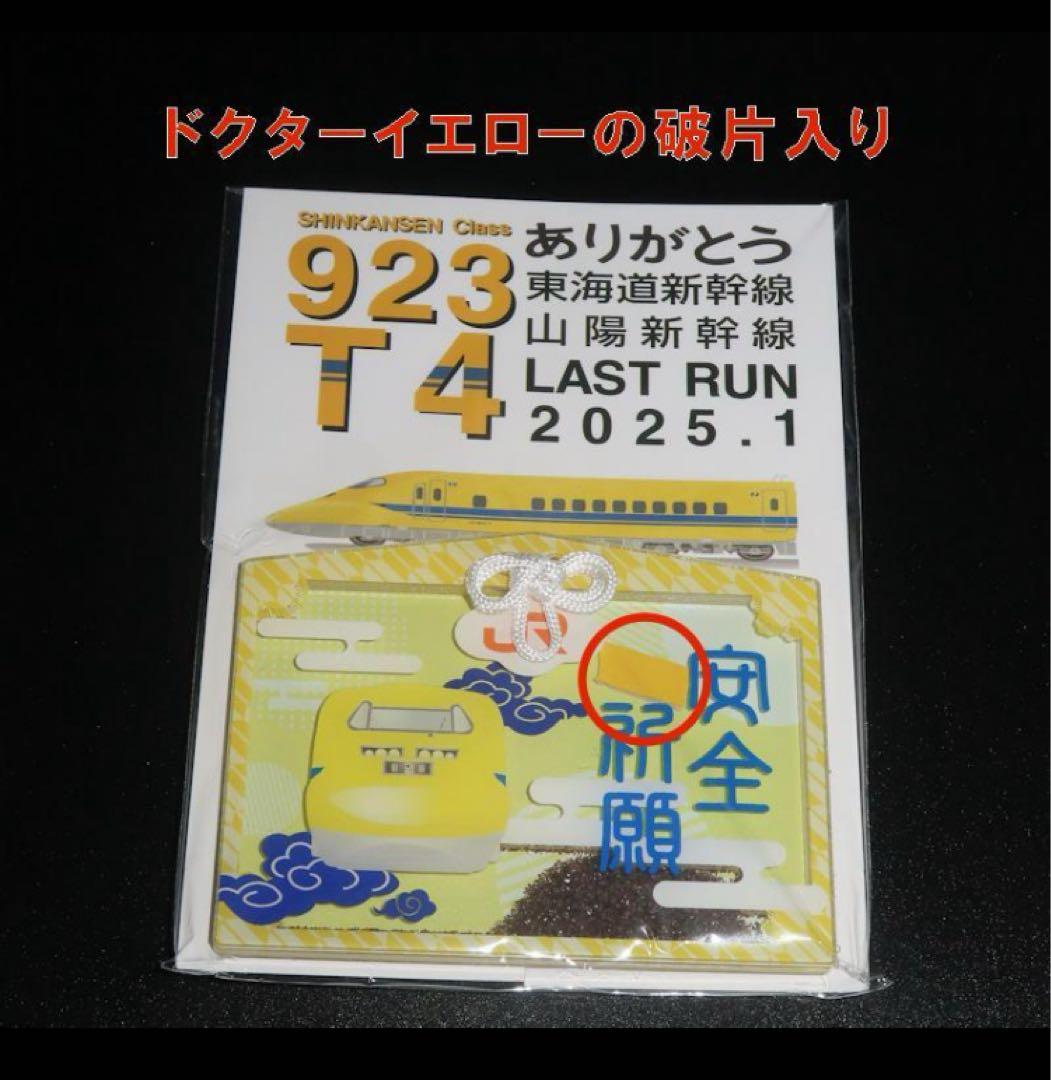 ドクターイエローの破片入り
SHINKANSEN Class
923
T4
ありがとう
東海道新幹線
山陽新幹線
LAST RUN
2025.1
JR
安全
祈願